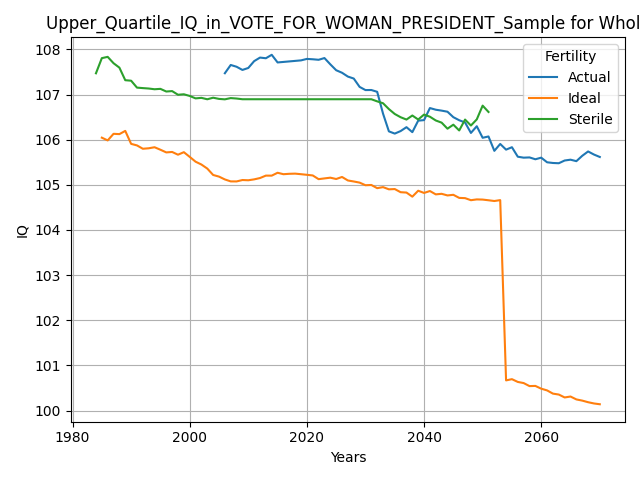 Upper_Quartile_IQ_in_VOTE_FOR_WOMAN_PRESIDENT_Sample for Whol
Fertility
Actual
Ideal
Sterile
108
107
106
105
104
103
102
101
100
IQ
1980
2000
2020
2040
2060
Years